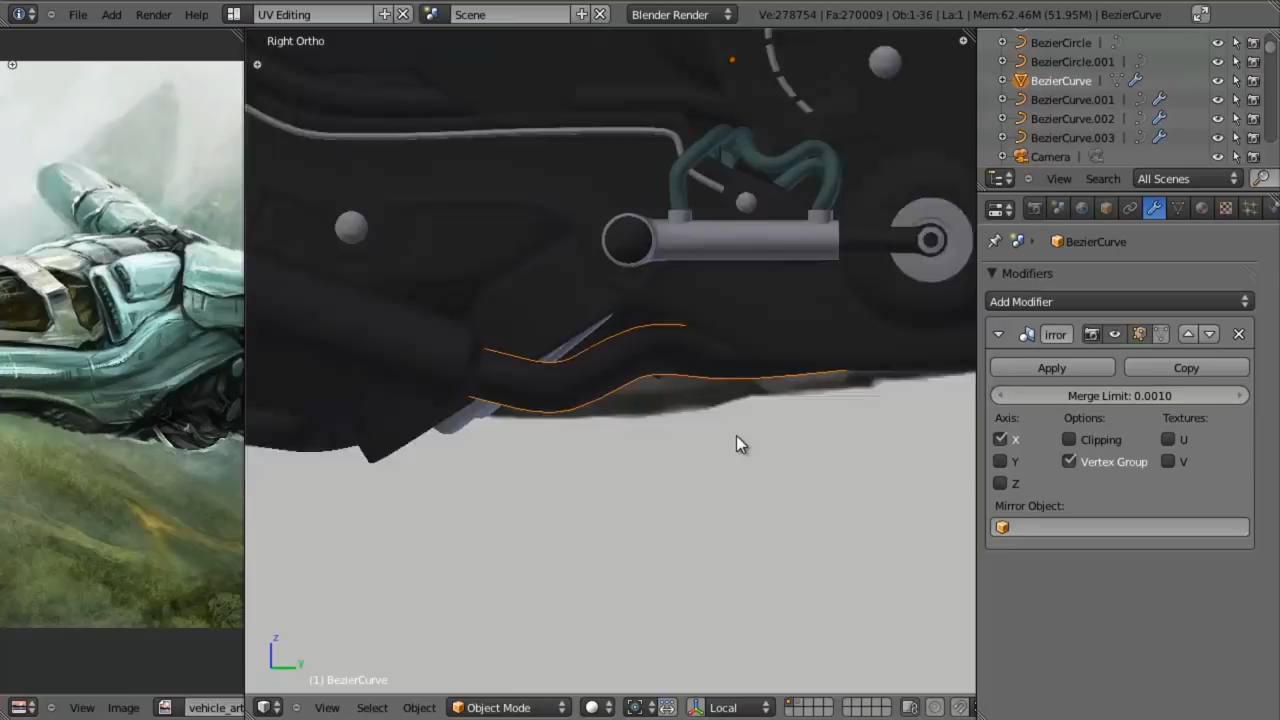 File Add Render Help UV Editing Scene Blender Render Ve:278754 | Fa:270009 | Ob:1-36 | La:1 | Mem:62.46M (51.95M) | BezierCurve
Right Ortho
BezierCircle
BezierCircle.001
BezierCurve
BezierCurve.001
BezierCurve.002
BezierCurve.003
Camera
View Search All Scenes
BezierCurve
Modifiers
Add Modifier
irror
Apply Copy
Merge Limit: 0.0010
Axis: Options: Textures:
X Clipping U
Y Vertex Group V
Z
Mirror Object:
z
y
(1) BezierCurve
View Image vehicle_art View Select Object Object Mode Local